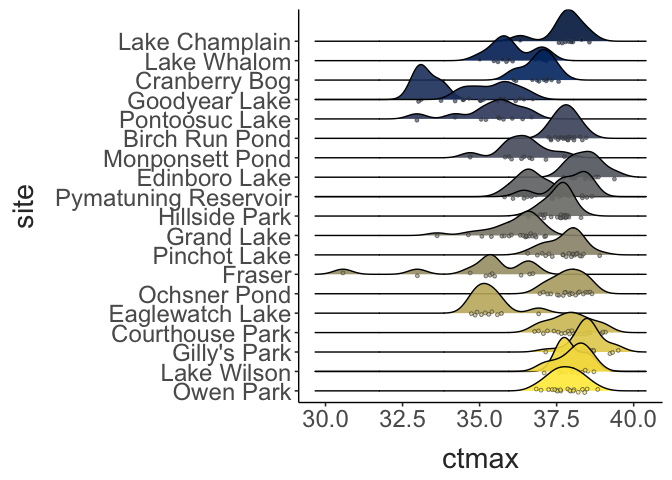 Lake Champlain
Lake Whalom
Cranberry Bog
Goodyear Lake
Pontoosuc Lake
Birch Run Pond
Monponsett Pond
Edinboro Lake
Pymatuning Reservoir
Hillside Park
Grand Lake
Pinchot Lake
Fraser
Ochsner Pond
Eaglewatch Lake
Courthouse Park
Gilly's Park
Lake Wilson
Owen Park
site
30.0 32.5 35.0 37.5 40.0
ctmax